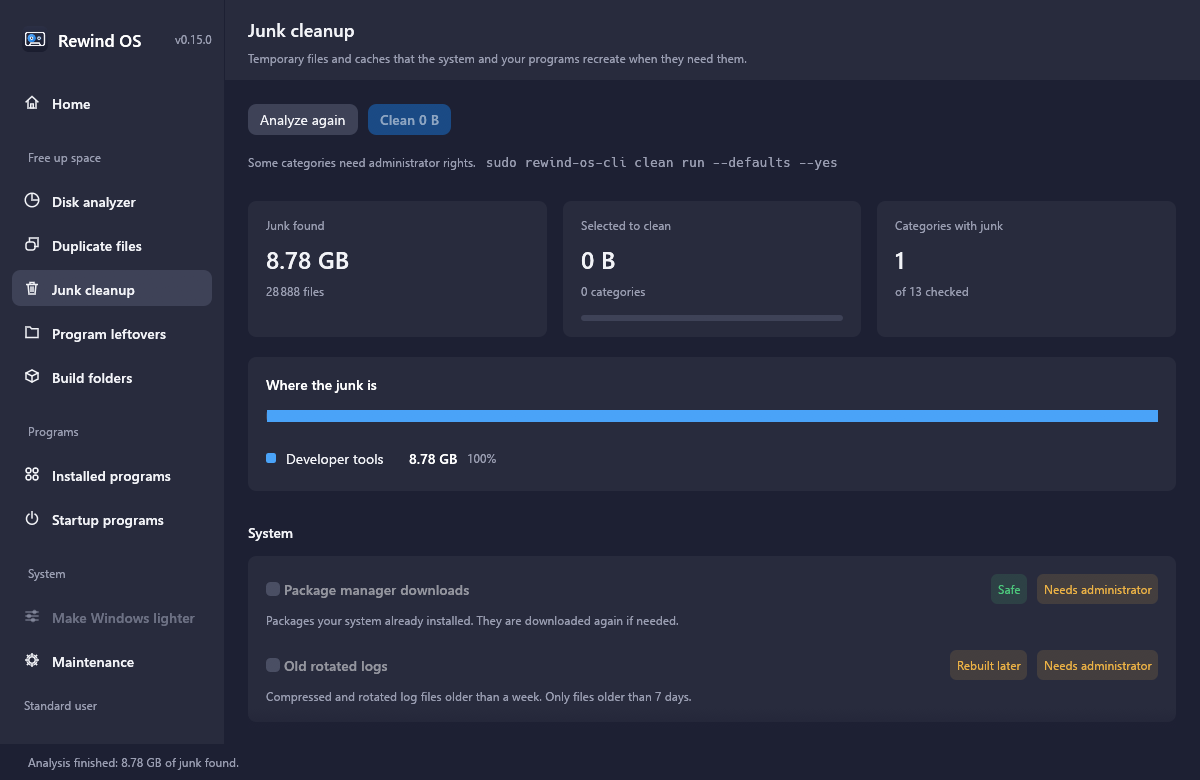 Rewind OS
v0.15.0
Home
Free up space
Disk analyzer
Duplicate files
Junk cleanup
Program leftovers
Build folders
Programs
Installed programs
Startup programs
System
Make Windows lighter
Maintenance
Standard user
Junk cleanup
Temporary files and caches that the system and your programs recreate when they need them.
Analyze again
Clean 0 B
Some categories need administrator rights. sudo rewind-os-cli clean run --defaults --yes
Junk found
8.78 GB
28 888 files
Selected to clean
0 B
0 categories
Categories with junk
1
of 13 checked
Where the junk is
Developer tools 8.78 GB 100%
System
Package manager downloads
Safe
Needs administrator
Packages your system already installed. They are downloaded again if needed.
Old rotated logs
Rebuilt later
Needs administrator
Compressed and rotated log files older than a week. Only files older than 7 days.
Analysis finished: 8.78 GB of junk found.